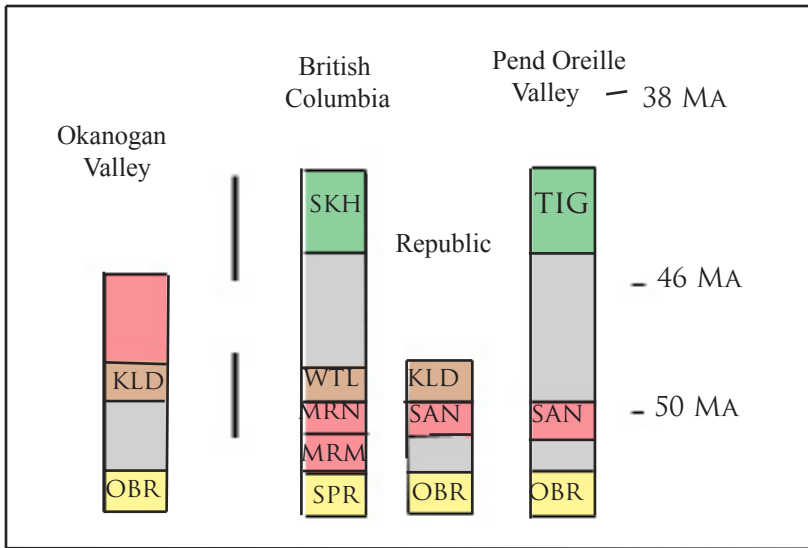 British
Columbia
Pend Oreille
Valley
38 MA
Okanogan
Valley
SKH
TIG
Republic
46 MA
KLD
WTL
KLD
MRN
SAN
SAN
50 MA
MRM
OBR
SPR
OBR
OBR